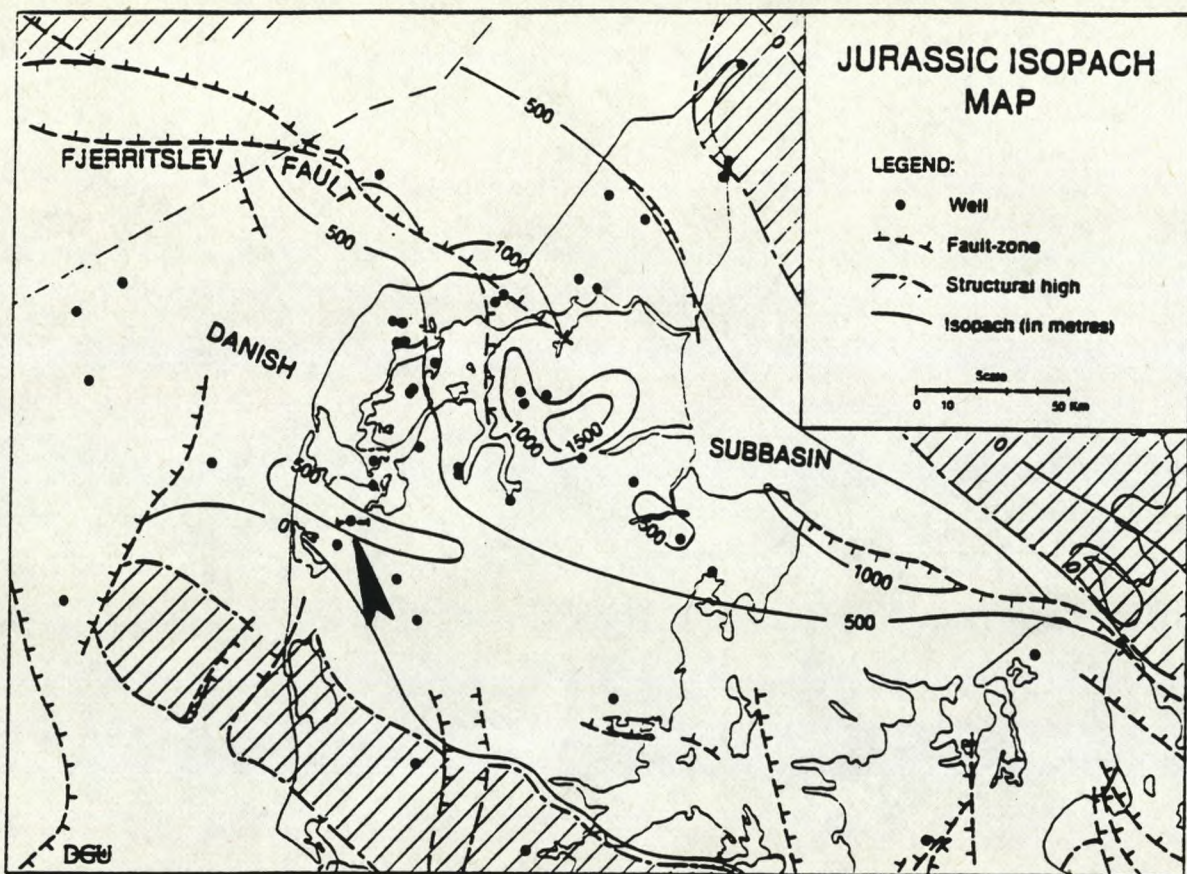 JURASSIC ISOPACH
MAP
LEGEND:
Well
Fault-zone
Structural high
Isopach (in metres)
Scale
0 10 50 Km
0
500
FJERRITSLEV
FAULT
500
1000
DANISH
1000
1500
SUBBASIN
0
500
0
500
1000
0
500
DGU